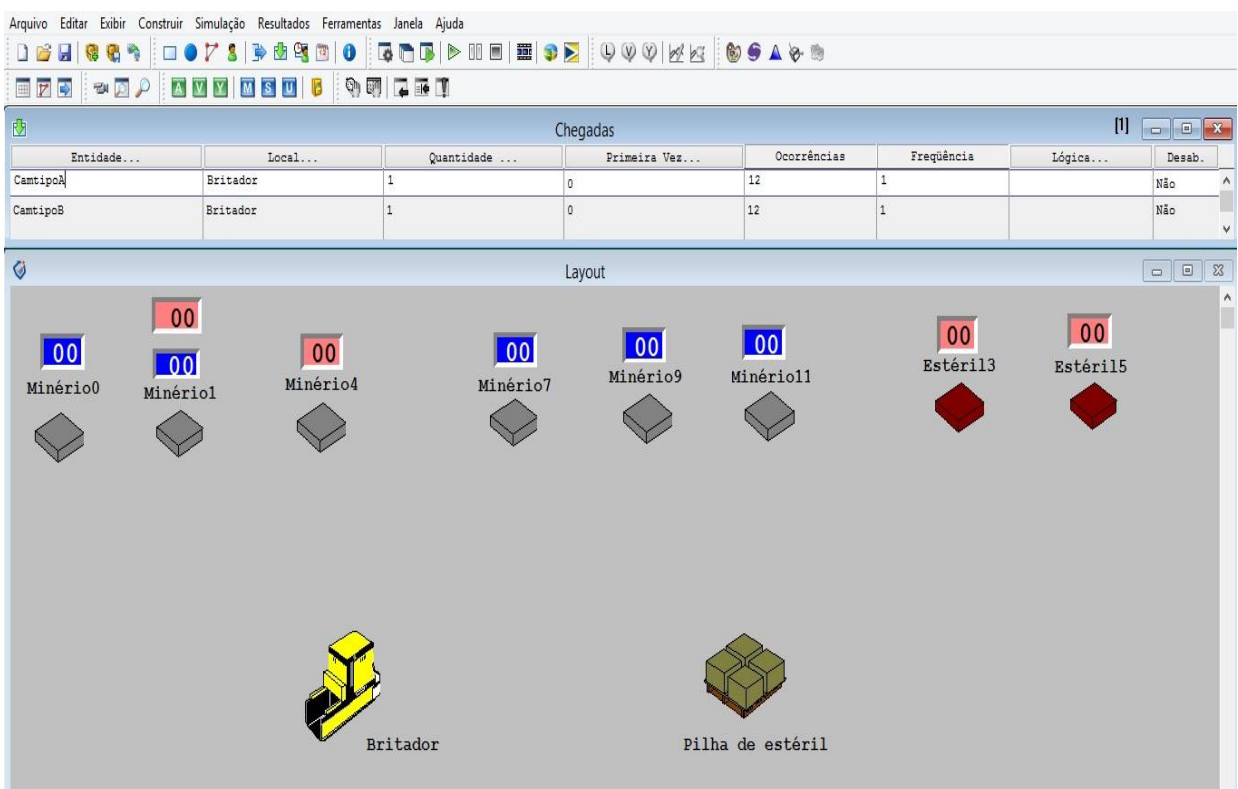 Arquivo Editar Exibir Construir Simulação Resultados Ferramentas Janela Ajuda
A V Y M S U
Chegadas [1]
Entidade... Local... Quantidade ... Primeira Vez... Ocorrências Freqüência Lógica... Desab.
CamtipoA Britador 1 0 12 1 Não
CamtipoB Britador 1 0 12 1 Não
Layout
00
00 00 00 00 00 00 00 00
Minério0 Minério1 Minério4 Minério7 Minério9 Minério11 Estéril3 Estéril5
Britador Pilha de estéril